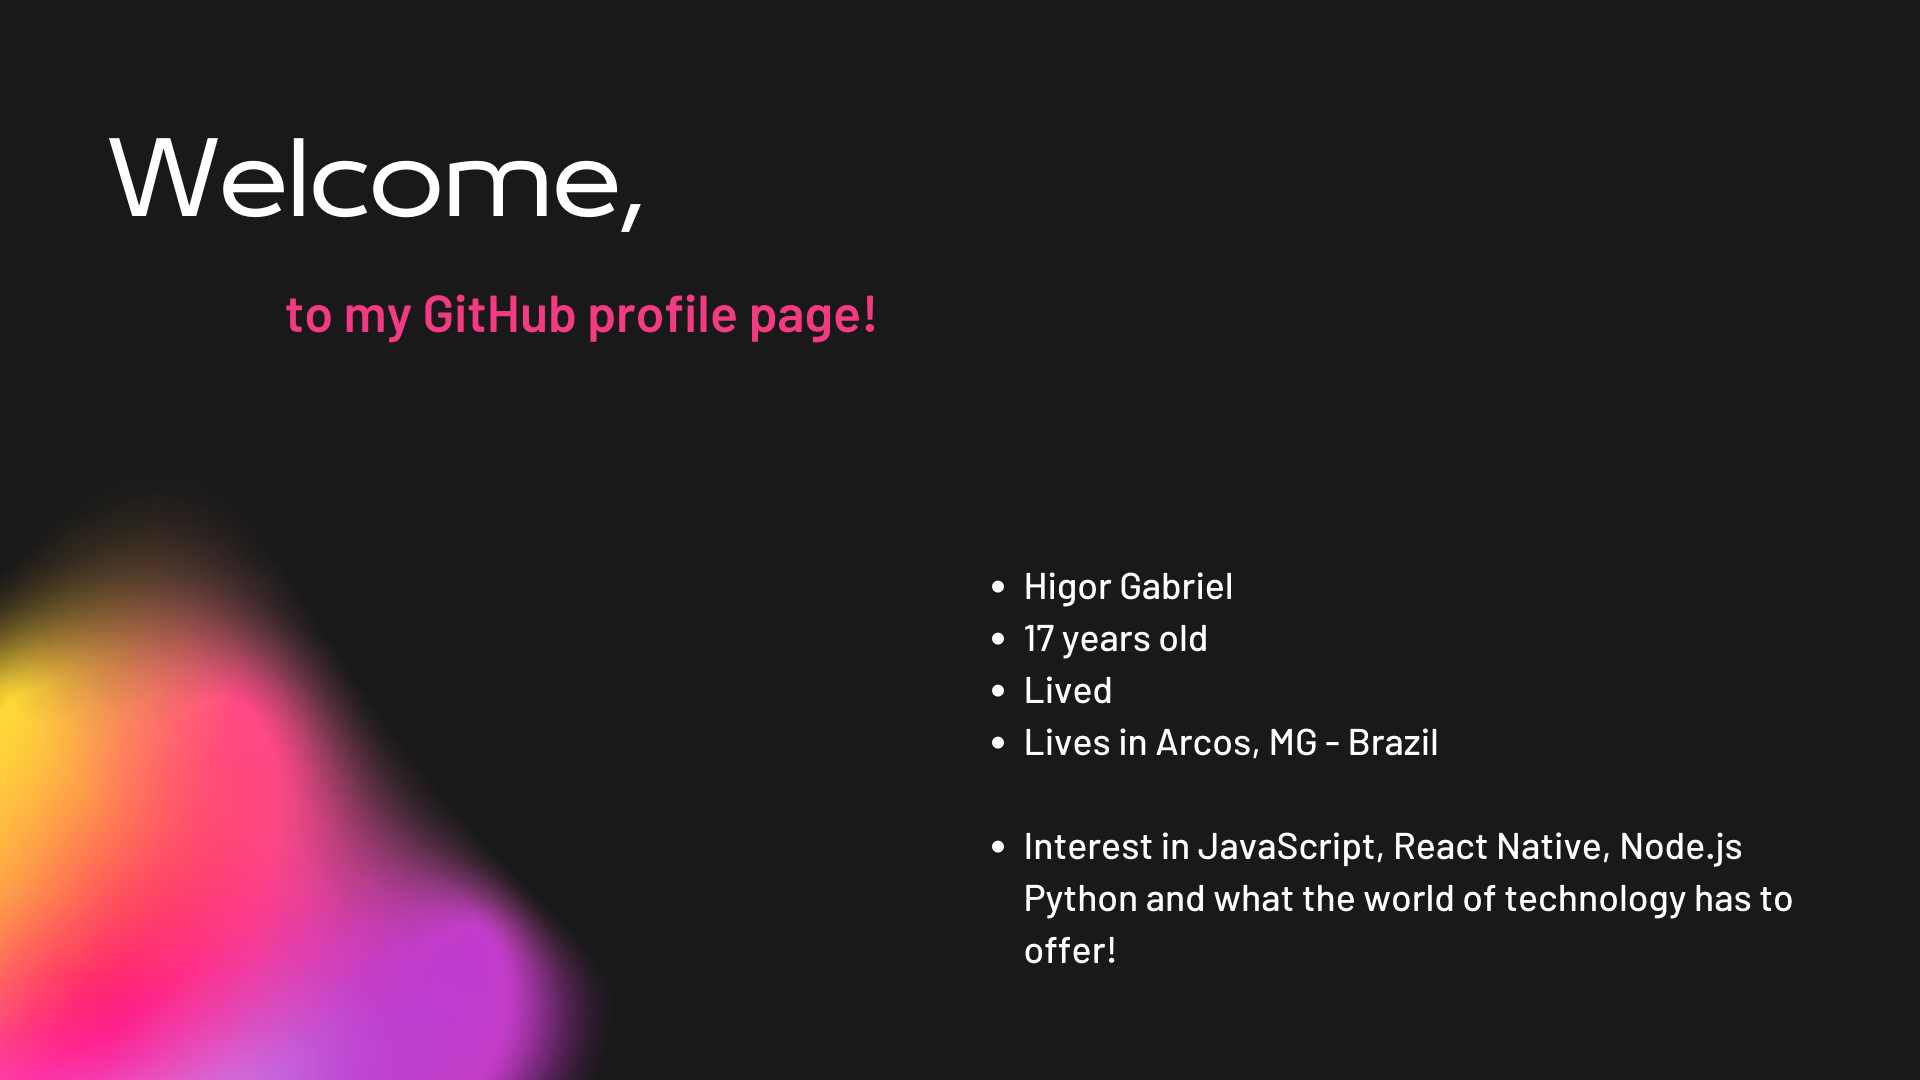 Welcome,
to my GitHub profile page!
• Higor Gabriel
• 17 years old
• Lived
• Lives in Arcos, MG - Brazil
• Interest in JavaScript, React Native, Node.js
Python and what the world of technology has to
offer!